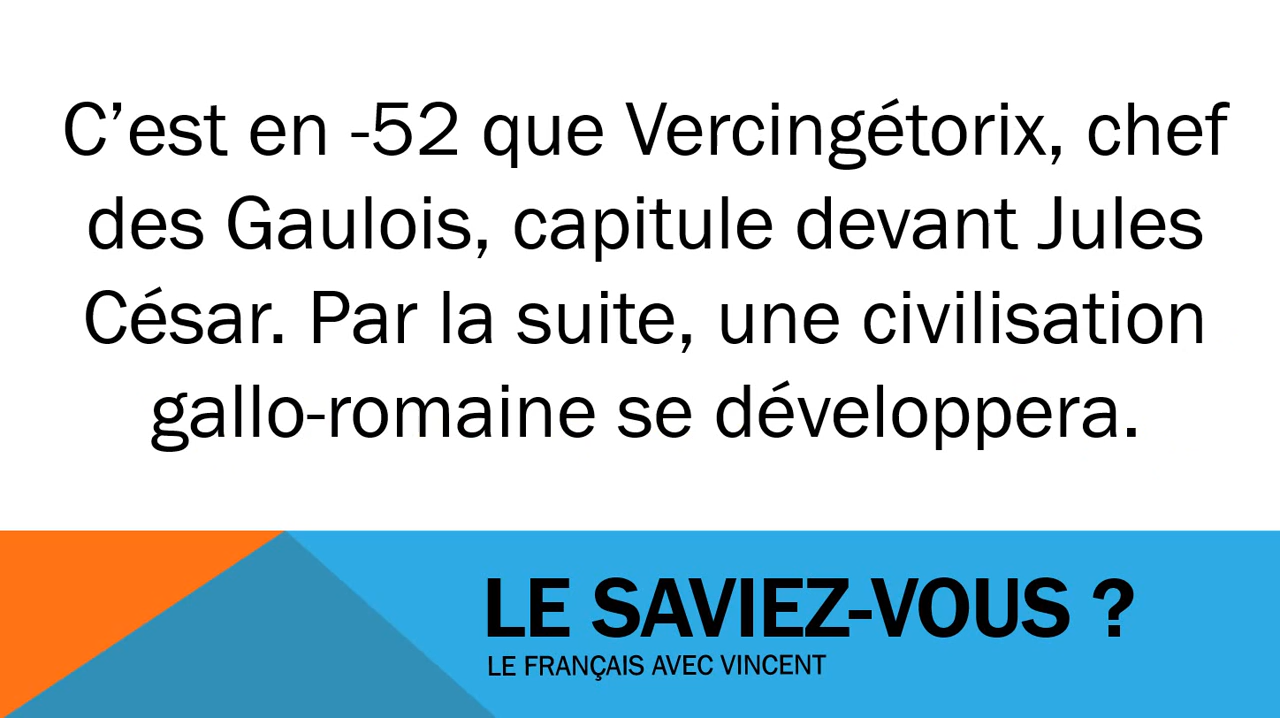 C’est en -52 que Vercingétorix, chef
des Gaulois, capitule devant Jules
César. Par la suite, une civilisation
gallo-romaine se développera.
LE SAVIEZ-VOUS ?
LE FRANÇAIS AVEC VINCENT